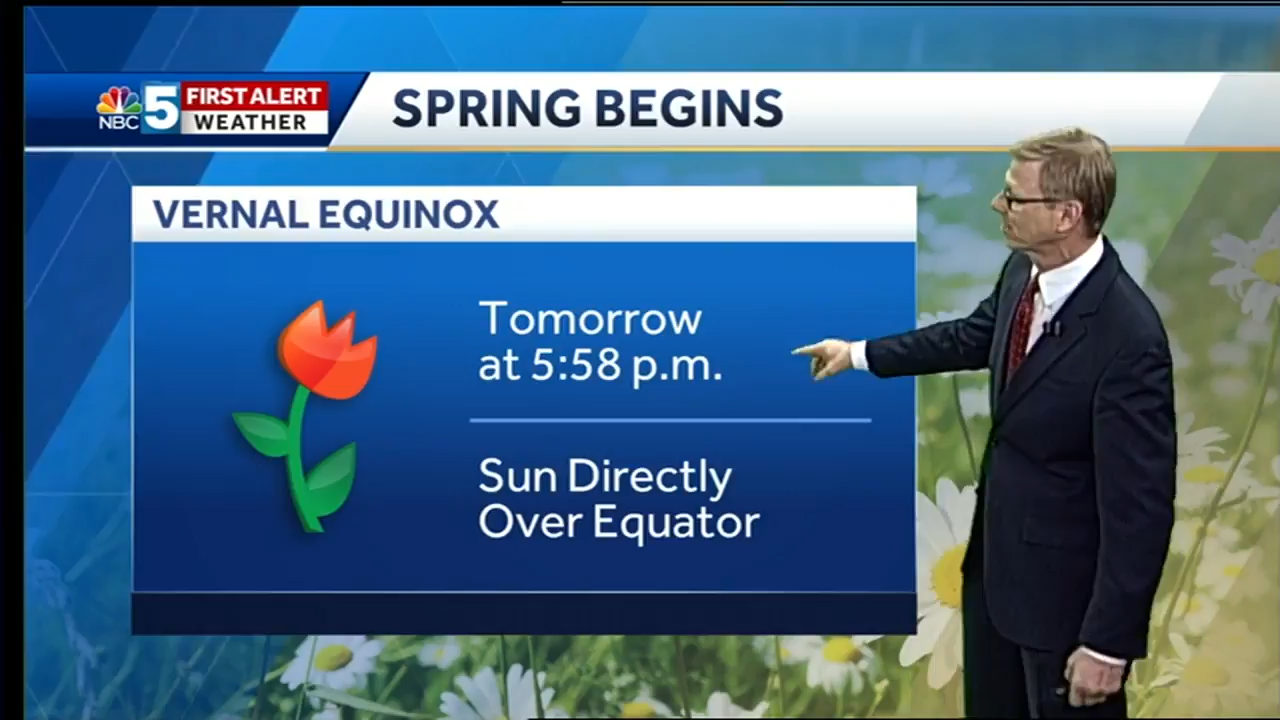 NBC 5 FIRST ALERT
WEATHER
SPRING BEGINS
VERNAL EQUINOX
Tomorrow
at 5:58 p.m.
Sun Directly
Over Equator